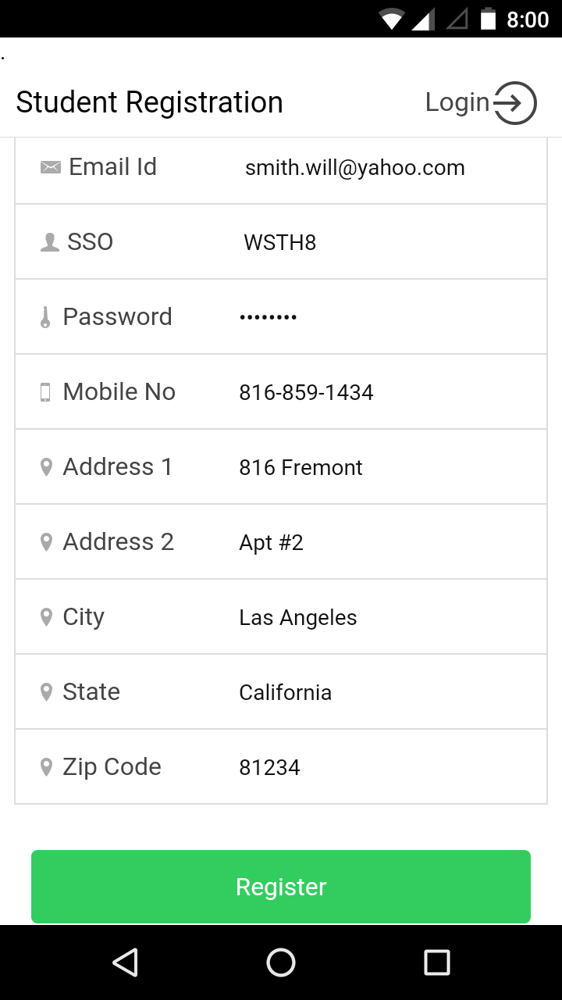 8:00
.
Student Registration
Login
Email Id smith.will@yahoo.com
SSO WSTH8
Password ••••••••
Mobile No 816-859-1434
Address 1 816 Fremont
Address 2 Apt #2
City Las Angeles
State California
Zip Code 81234
Register